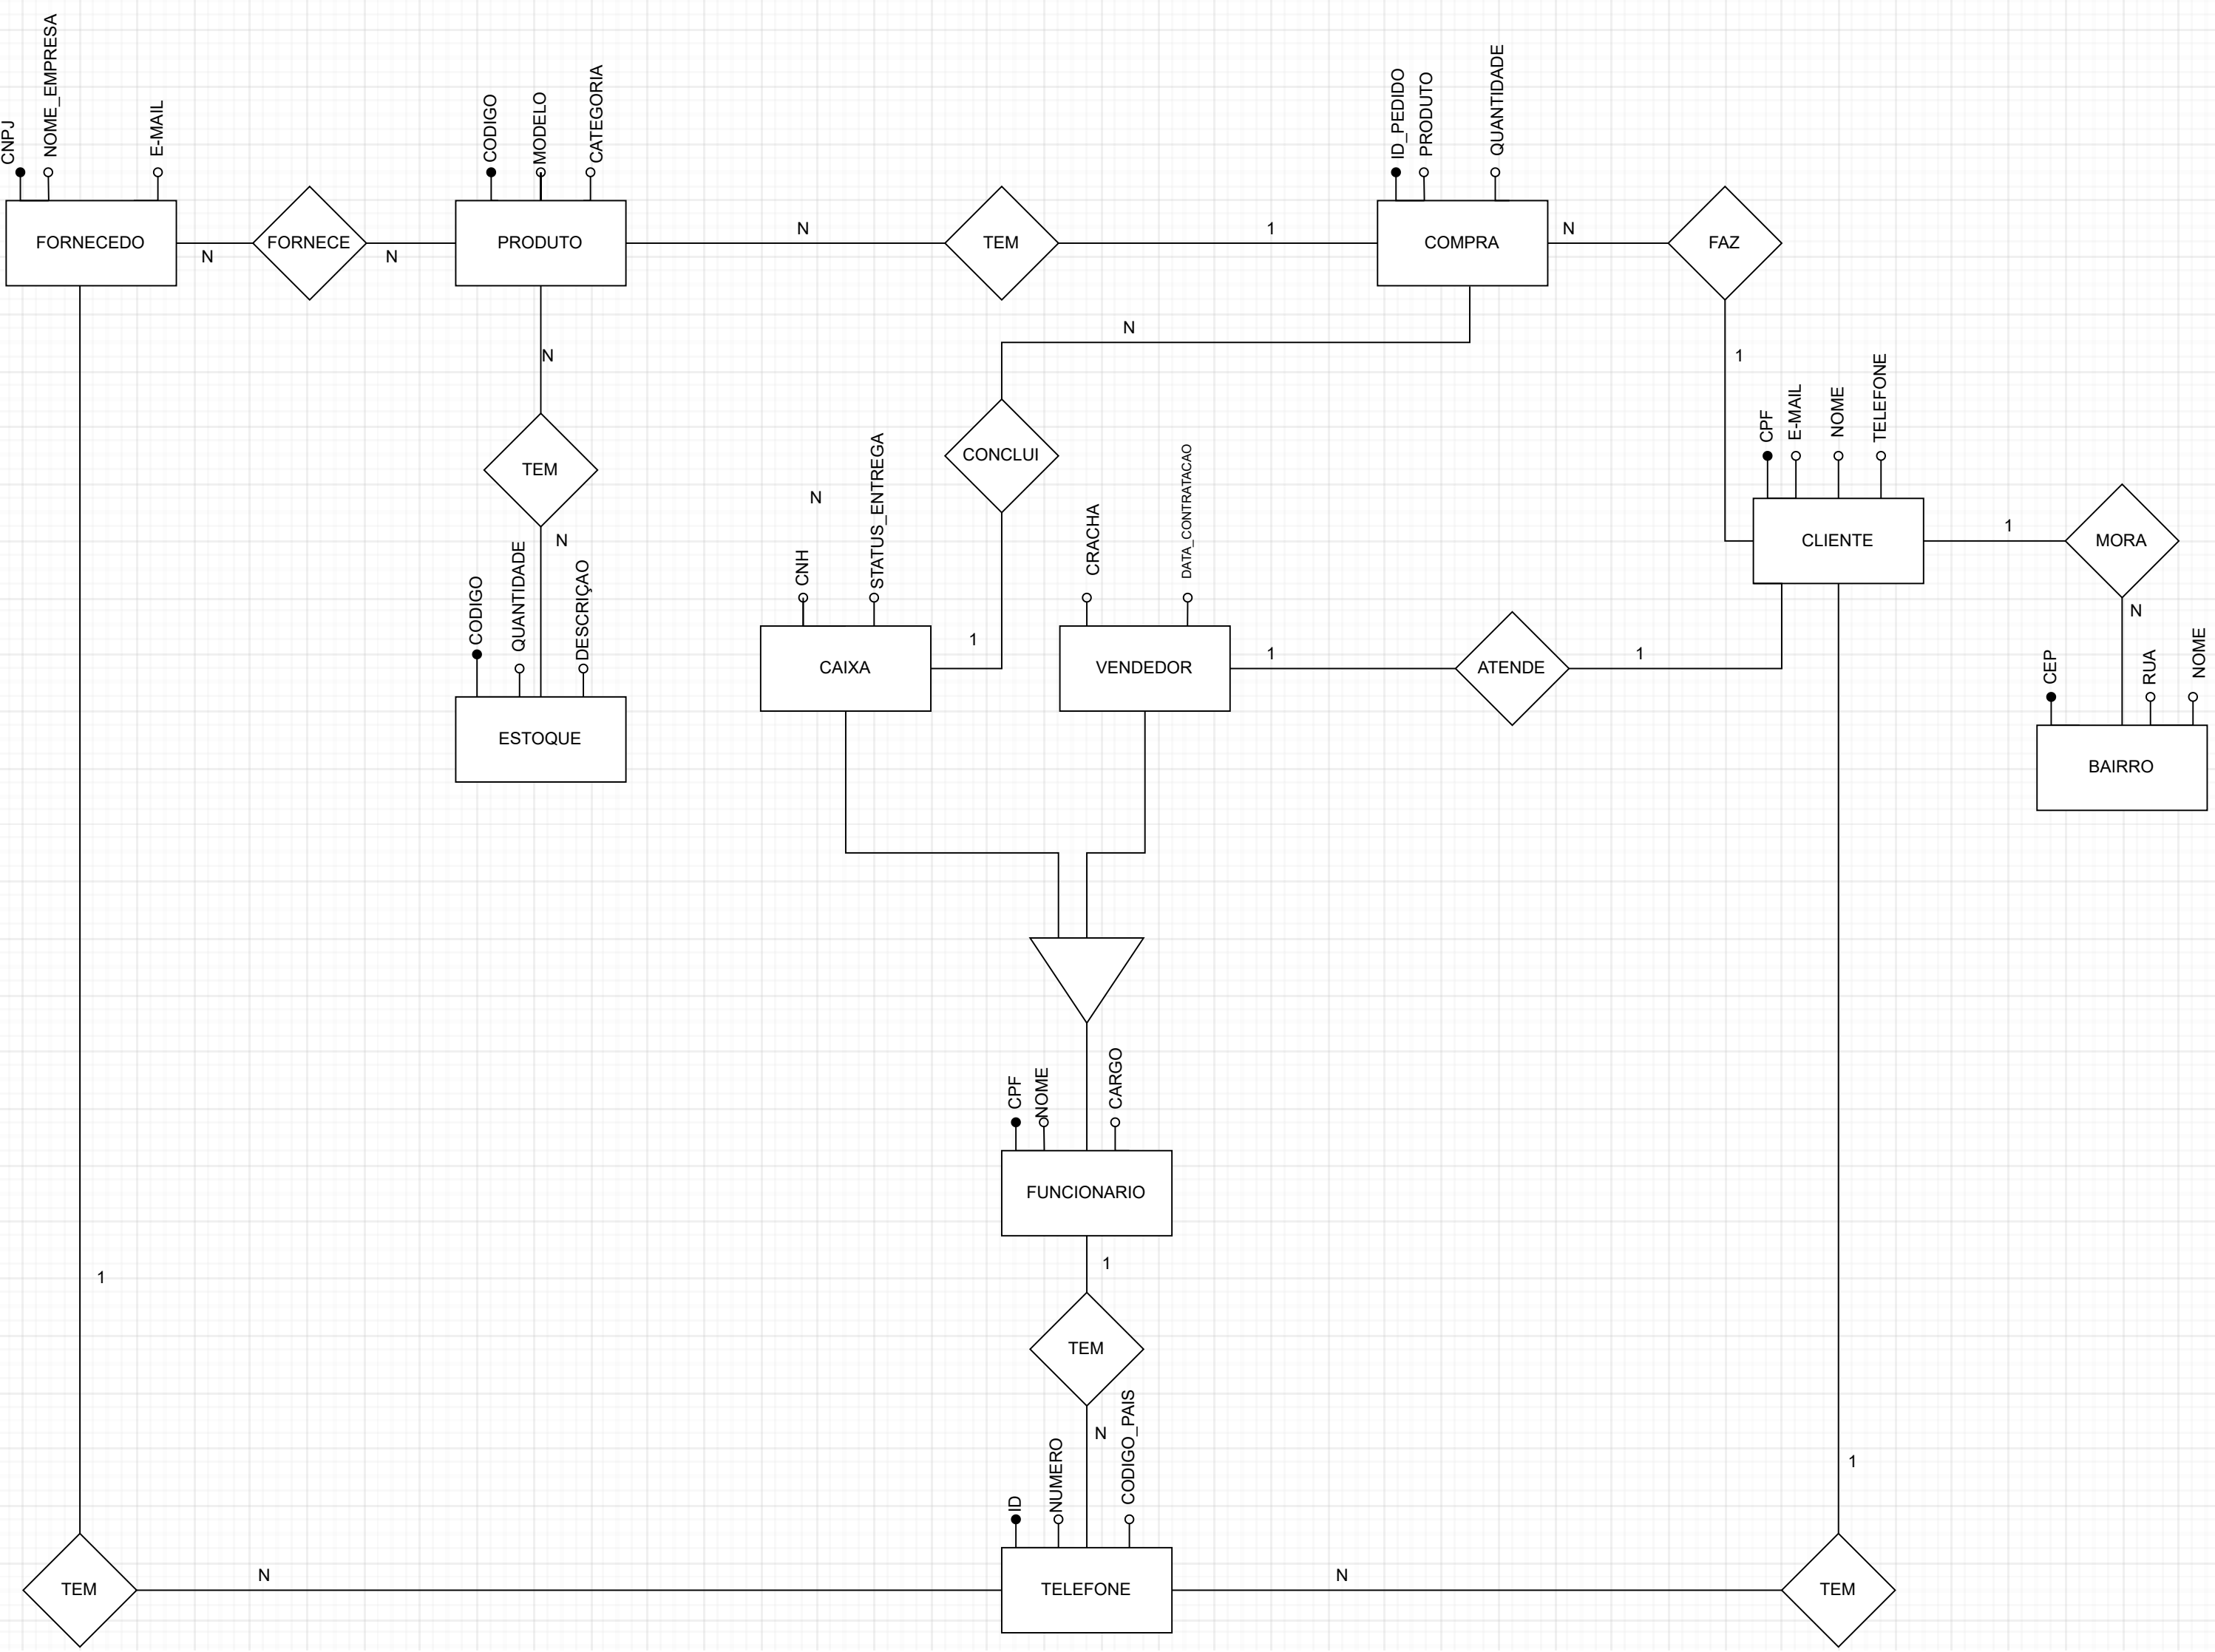 CNPJ
NOME_EMPRESA
E-MAIL
CODIGO
MODELO
CATEGORIA
ID_PEDIDO
PRODUTO
QUANTIDADE
FORNECEDO
N
FORNECE
N
PRODUTO
N
TEM
1
COMPRA
N
FAZ
N
N
1
CPF
E-MAIL
NOME
TELEFONE
CONCLUI
TEM
N
CNH
STATUS_ENTREGA
CRACHA
DATA_CONTRATACAO
CLIENTE
1
MORA
N
CODIGO
QUANTIDADE
DESCRIÇAO
N
CEP
RUA
NOME
CAIXA
1
VENDEDOR
1
ATENDE
1
ESTOQUE
BAIRRO
CPF
NOME
CARGO
FUNCIONARIO
1
1
TEM
N
1
ID
NUMERO
CODIGO_PAIS
TEM
N
TELEFONE
N
TEM